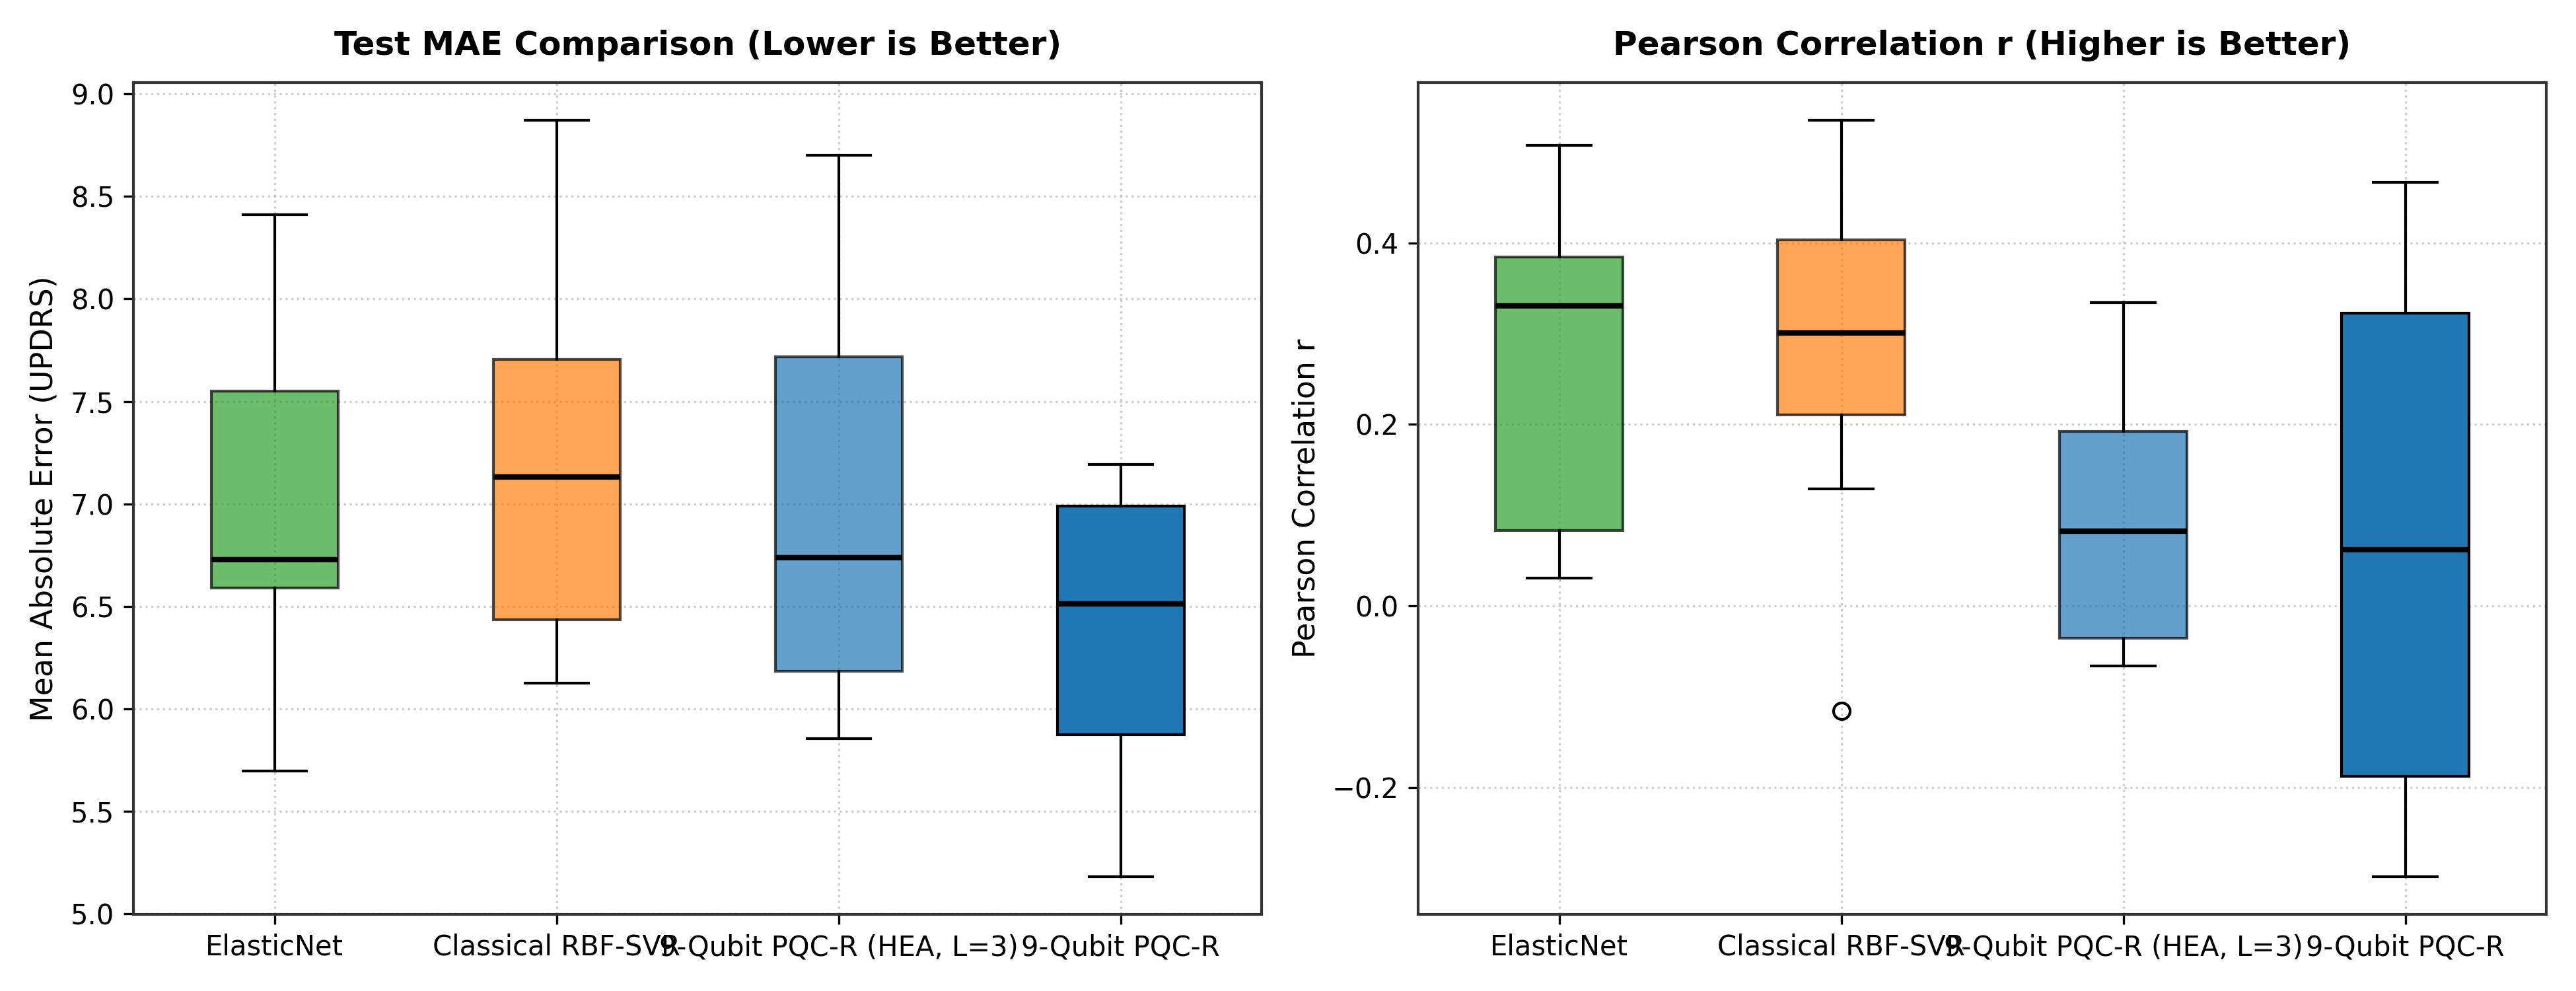 Test MAE Comparison (Lower is Better)
Mean Absolute Error (UPDRS)
9.0
8.5
8.0
7.5
7.0
6.5
6.0
5.5
5.0
ElasticNet
Classical RBF-SVR
9-Qubit PQC-R (HEA, L=3)
9-Qubit PQC-R
Pearson Correlation r (Higher is Better)
Pearson Correlation r
0.4
0.2
0.0
−0.2
ElasticNet
Classical RBF-SVR
9-Qubit PQC-R (HEA, L=3)
9-Qubit PQC-R